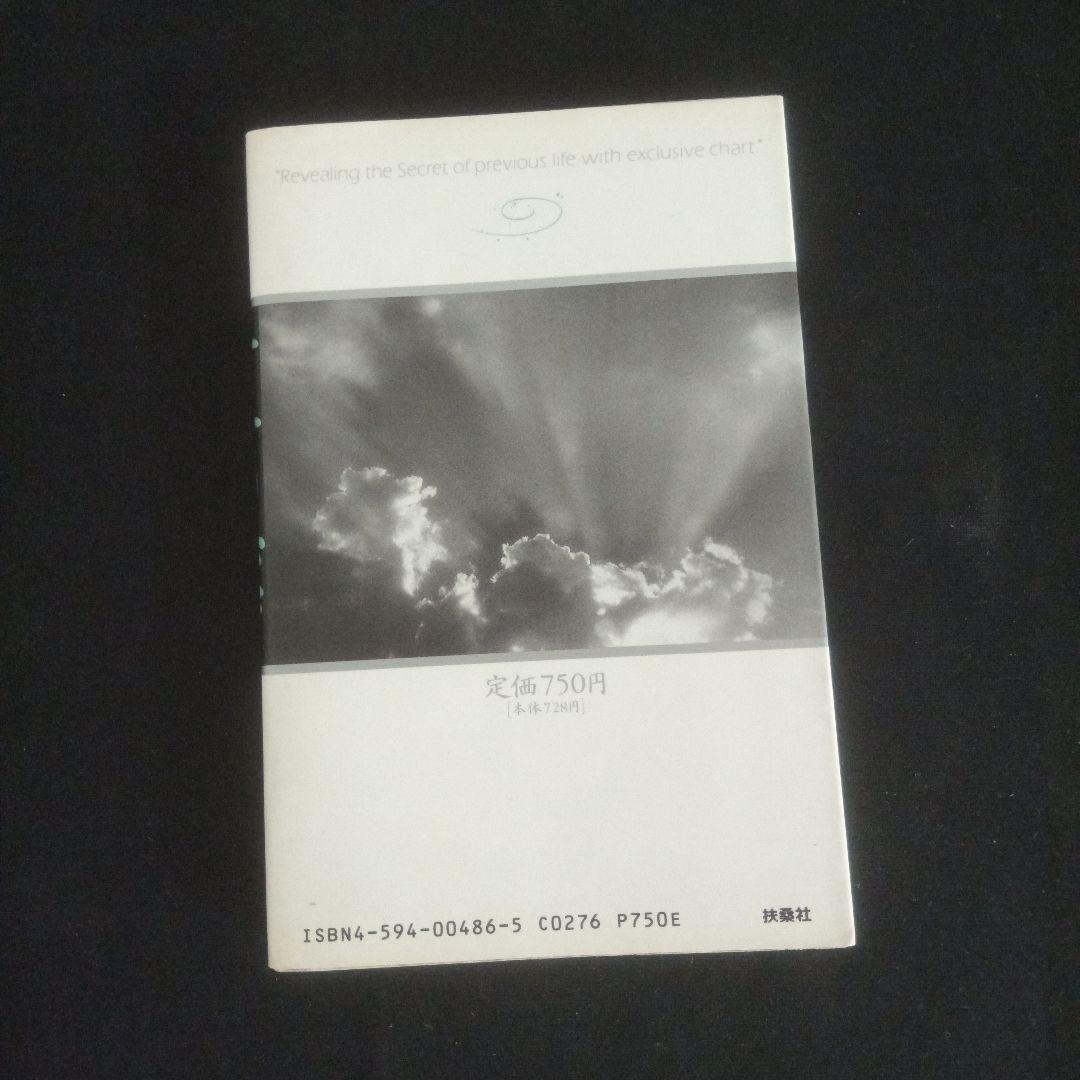 "Revealing the Secret of previous life with exclusive chart."
定価750円
[本体728円]
ISBN4-594-00486-5 C0276 P750E
扶桑社